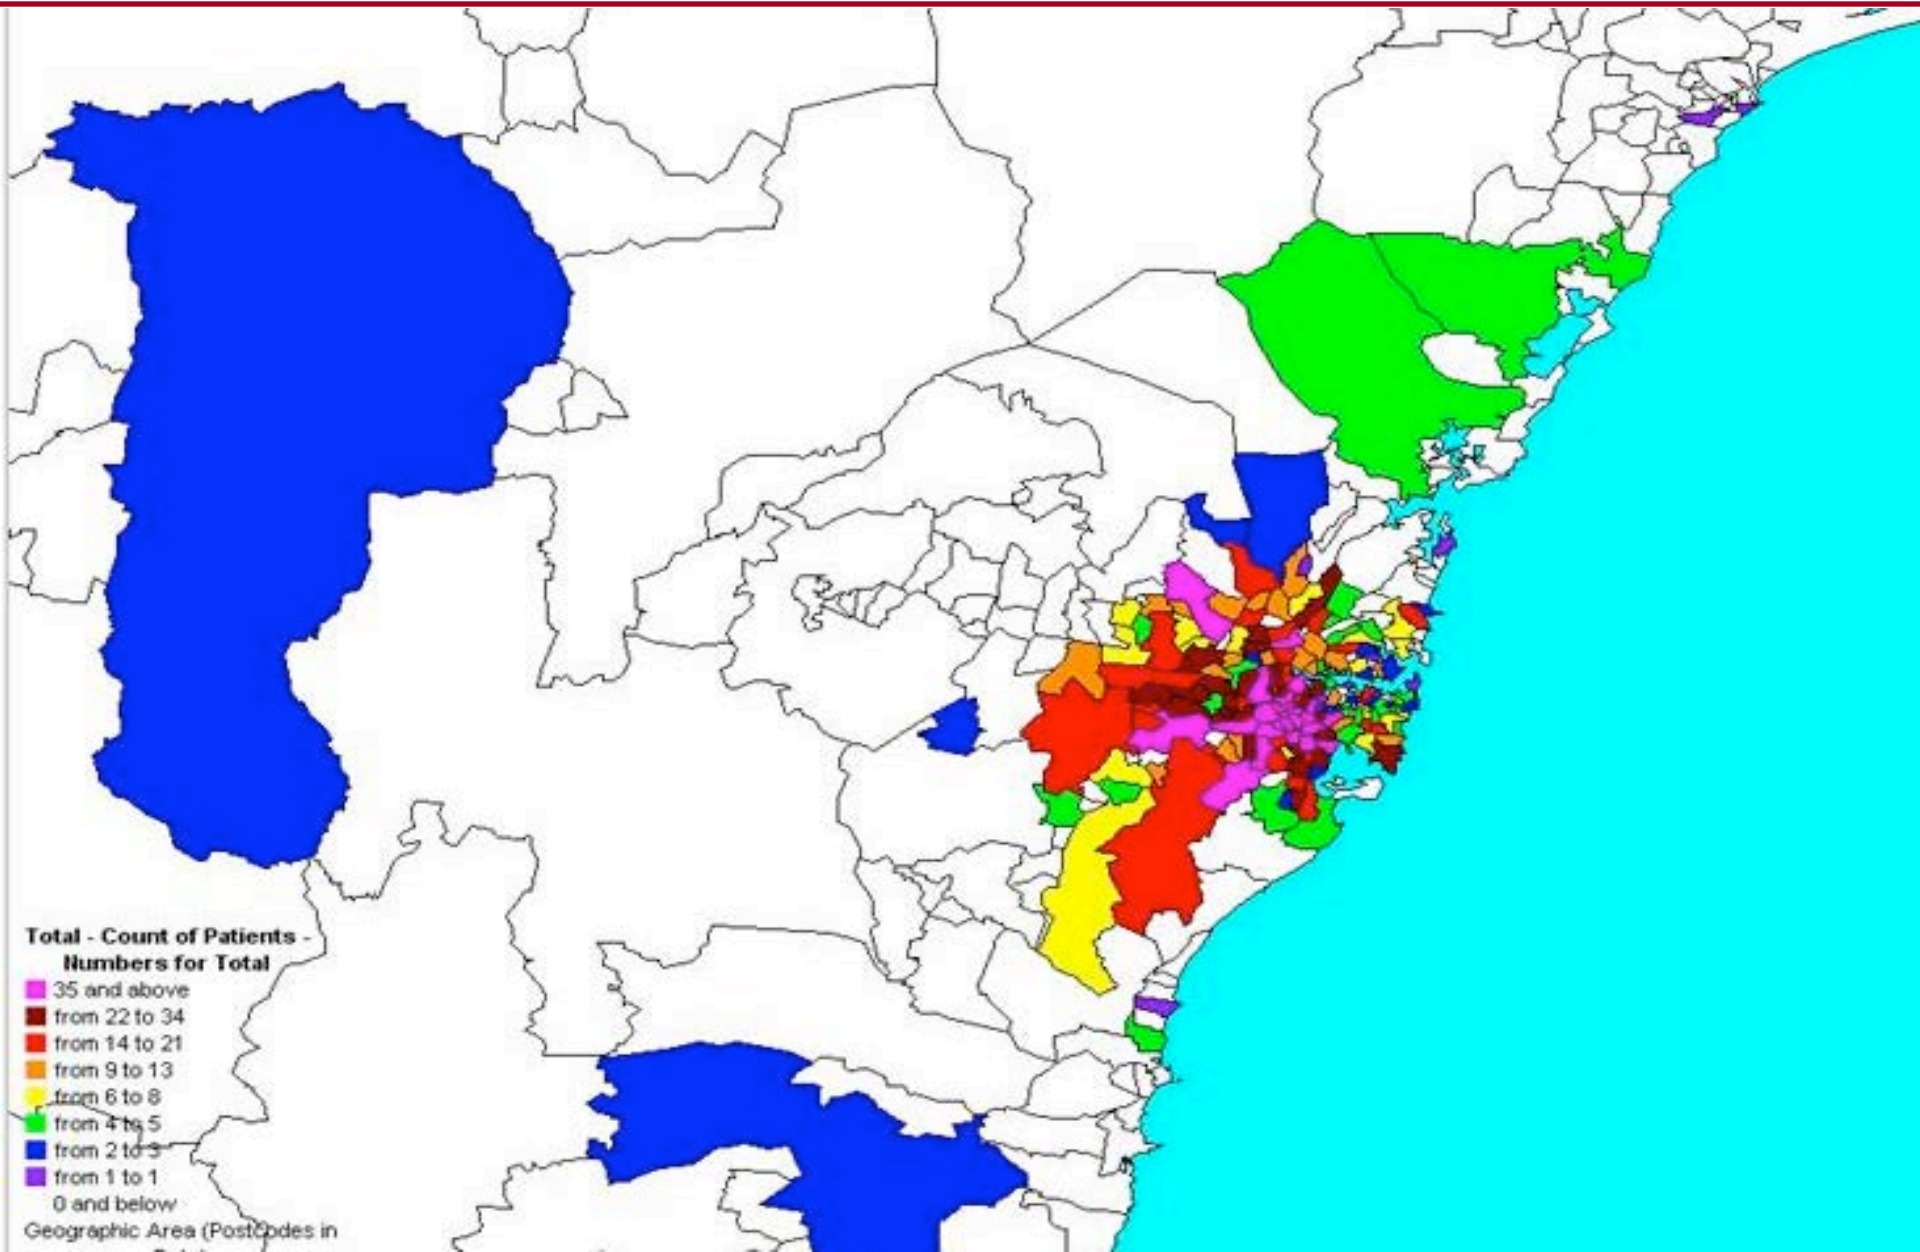 Total - Count of Patients -
Numbers for Total
35 and above
from 22 to 34
from 14 to 21
from 9 to 13
from 6 to 8
from 4 to 5
from 2 to 3
from 1 to 1
0 and below
Geographic Area (PostCodes in